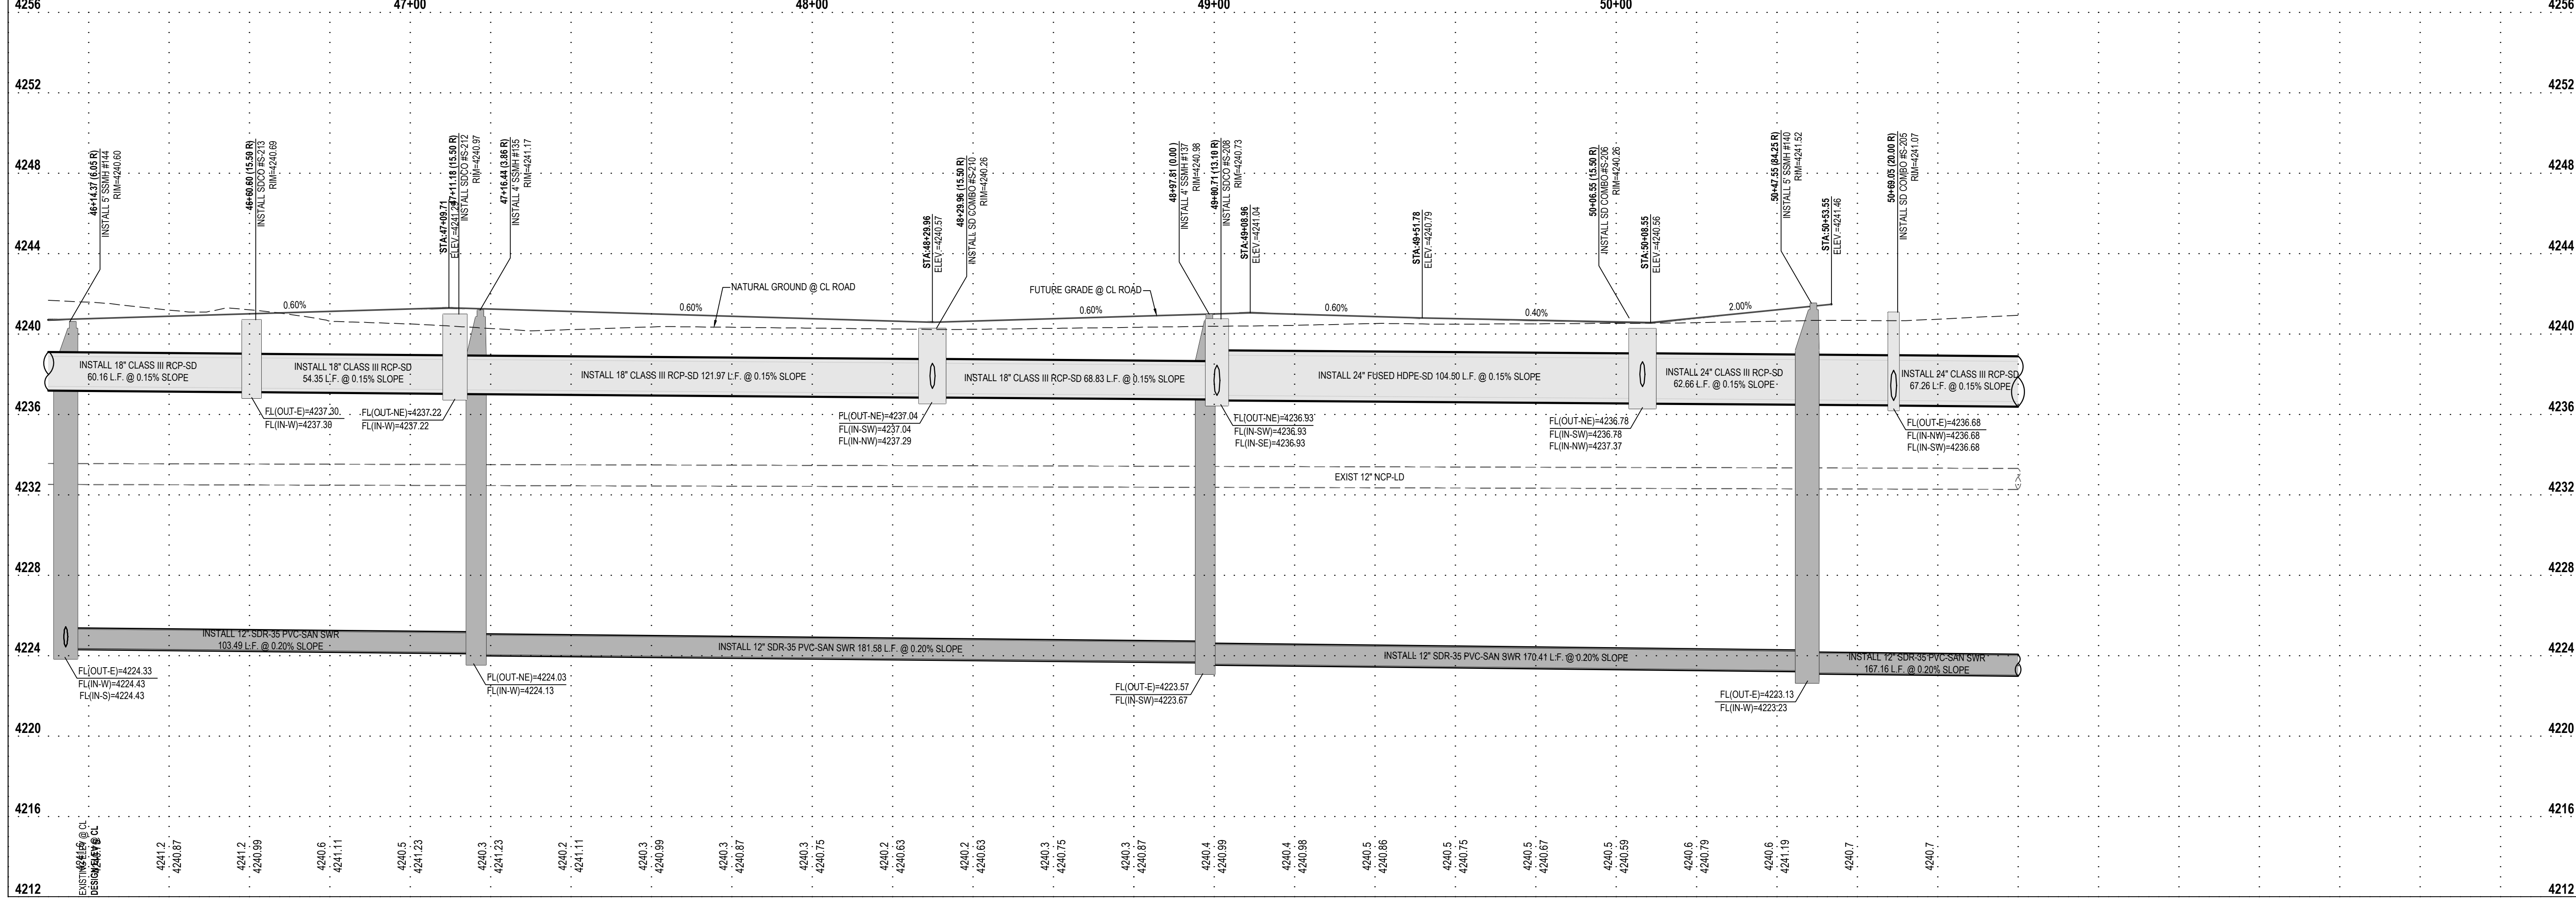 47+00
48+00
49+00
50+00
4256
4256
4252
4252
4248
4248
4244
4244
4240
4240
4236
4236
4232
4232
4228
4228
4224
4224
4220
4220
4216
4216
4212
4212
46+14.37 (6.05 R)
INSTALL 5' SSMH #144
RIM=4240.60
46+60.60 (15.50 R)
INSTALL SDCO #S-213
RIM=4240.69
STA:47+09.71
47+11.18 (15.50 R)
INSTALL SDCO #S-212
RIM=4240.97
47+16.44 (3.86 R)
INSTALL 4' SSMH #135
RIM=4241.17
STA:48+29.96
ELEV.=4240.57
48+29.96 (15.50 R)
INSTALL SD COMBO #S-210
RIM=4240.26
48+97.81 (0.00 )
INSTALL 4' SSMH #137
RIM=4240.98
49+00.71 (13.10 R)
INSTALL SDCO #S-208
RIM=4240.73
STA:49+08.96
ELEV.=4241.04
STA:49+51.78
ELEV.=4240.79
50+06.55 (15.50 R)
INSTALL SD COMBO #S-206
RIM=4240.26
STA:50+08.55
ELEV.=4240.56
50+47.55 (84.25 R)
INSTALL 5' SSMH #140
RIM=4241.52
STA:50+53.55
ELEV.=4241.46
50+69.05 (20.00 R)
INSTALL SD COMBO #S-205
RIM=4241.07
0.60%
0.60%
NATURAL GROUND @ CL ROAD
FUTURE GRADE @ CL ROAD
0.60%
0.60%
0.40%
2.00%
INSTALL 18" CLASS III RCP-SD
60.16 L.F. @ 0.15% SLOPE
INSTALL 18" CLASS III RCP-SD
54.35 L.F. @ 0.15% SLOPE
INSTALL 18" CLASS III RCP-SD 121.97 L.F. @ 0.15% SLOPE
INSTALL 18" CLASS III RCP-SD 68.83 L.F. @ 0.15% SLOPE
INSTALL 24" FUSED HDPE-SD 104.50 L.F. @ 0.15% SLOPE
INSTALL 24" CLASS III RCP-SD
62.66 L.F. @ 0.15% SLOPE
INSTALL 24" CLASS III RCP-SD
67.26 L.F. @ 0.15% SLOPE
FL(OUT-E)=4237.30
FL(IN-W)=4237.30
FL(OUT-NE)=4237.22
FL(IN-W)=4237.22
FL(OUT-NE)=4237.04
FL(IN-SW)=4237.04
FL(IN-NW)=4237.29
FL(OUT-NE)=4236.93
FL(IN-SW)=4236.93
FL(IN-SE)=4236.93
FL(OUT-NE)=4236.78
FL(IN-SW)=4236.78
FL(IN-NW)=4237.37
FL(OUT-E)=4236.68
FL(IN-NW)=4236.68
FL(IN-SW)=4236.68
EXIST 12" NCP-LD
INSTALL 12" SDR-35 PVC-SAN SWR
103.49 L.F. @ 0.20% SLOPE
INSTALL 12" SDR-35 PVC-SAN SWR 181.58 L.F. @ 0.20% SLOPE
INSTALL 12" SDR-35 PVC-SAN SWR 170.41 L.F. @ 0.20% SLOPE
INSTALL 12" SDR-35 PVC-SAN SWR
167.16 L.F. @ 0.20% SLOPE
FL(OUT-E)=4224.33
FL(IN-W)=4224.43
FL(IN-S)=4224.43
FL(OUT-NE)=4224.03
FL(IN-W)=4224.13
FL(OUT-E)=4223.57
FL(IN-SW)=4223.67
FL(OUT-E)=4223.13
FL(IN-W)=4223.23
EXISTING ELEV @ CL
DESIGN ELEV @ CL
4241.2
4240.87
4241.2
4240.99
4240.6
4241.11
4240.5
4241.23
4240.3
4241.23
4240.2
4241.11
4240.3
4240.99
4240.3
4240.87
4240.3
4240.75
4240.2
4240.63
4240.2
4240.63
4240.3
4240.75
4240.3
4240.87
4240.4
4240.99
4240.4
4240.98
4240.5
4240.86
4240.5
4240.75
4240.5
4240.67
4240.5
4240.59
4240.6
4240.79
4240.6
4241.19
4240.7
4240.7